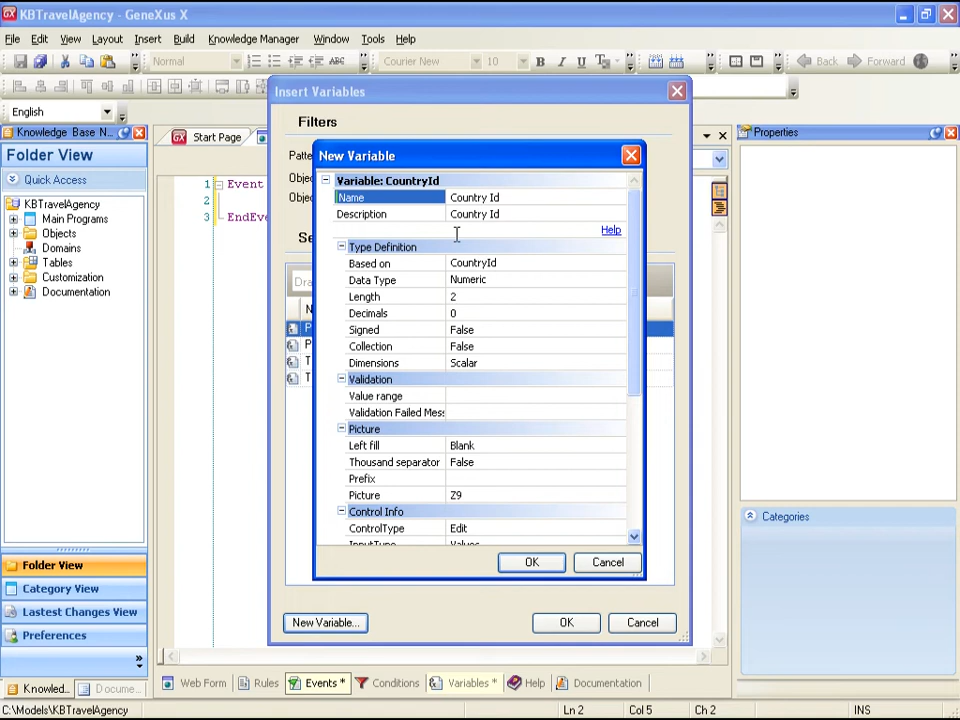 KBTravelAgency - GeneXus X
File Edit View Layout Insert Build Knowledge Manager Window Tools Help
Normal ABC Courier New 10 B I U T Back Forward
English
Insert Variables
Filters
Knowledge Base N...
Folder View
Quick Access
KBTravelAgency
Main Programs
Objects
Domains
Tables
Customization
Documentation
Start Page
1 Event
2
3 EndEve
New Variable
Variable: CountryId
Name Country Id
Description Country Id
Help
Type Definition
Based on CountryId
Data Type Numeric
Length 2
Decimals 0
Signed False
Collection False
Dimensions Scalar
Validation
Value range
Validation Failed Mess
Picture
Left fill Blank
Thousand separator False
Prefix
Picture Z9
Control Info
ControlType Edit
InputType Values
OK Cancel
New Variable... OK Cancel
Properties
Categories
Folder View
Category View
Lastest Changes View
Preferences
Knowled... Docume...
Web Form Rules Events * Conditions Variables * Help Documentation
C:\Models\KBTravelAgency Ln 2 Col 5 Ch 2 INS